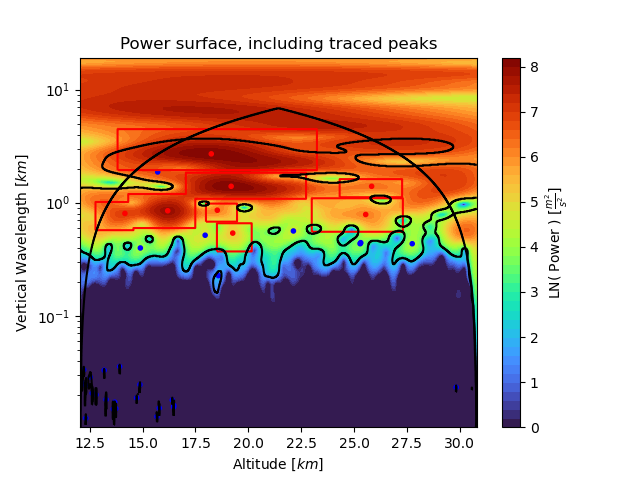 Power surface, including traced peaks
Vertical Wavelength [km]
10¹
10⁰
10⁻¹
12.5 15.0 17.5 20.0 22.5 25.0 27.5 30.0
Altitude [km]
8
7
6
5
4
3
2
1
0
LN( Power ) [m²/s²]